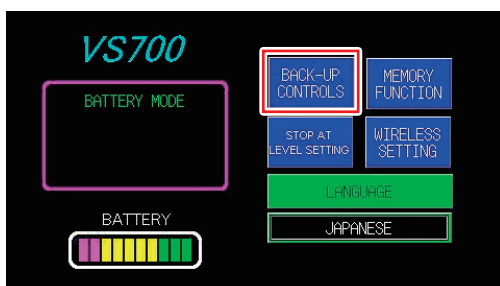 VS700
BATTERY MODE
BATTERY
BACK-UP
CONTROLS
MEMORY
FUNCTION
STOP AT
LEVEL SETTING
WIRELESS
SETTING
LANGUAGE
JAPANESE